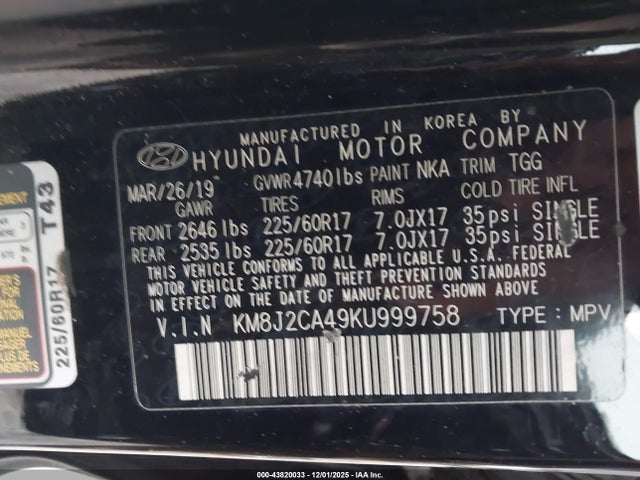 MANUFACTURED IN KOREA BY
HYUNDAI MOTOR COMPANY
MAR/26/19 GVWR 4740 lbs PAINT NKA TRIM TGG
GAWR TIRES RIMS COLD TIRE INFL
FRONT 2646 lbs 225/60R17 7.0JX17 35psi SINGLE
REAR 2535 lbs 225/60R17 7.0JX17 35psi SINGLE
THIS VEHICLE CONFORMS TO ALL APPLICABLE U.S.A. FEDERAL
MOTOR VEHICLE SAFETY AND THEFT PREVENTION STANDARDS
IN EFFECT ON THE DATE OF MANUFACTURE SHOWN ABOVE.
V.I.N KM8J2CA49KU999758 TYPE : MPV
225/60R17 T43
000-43820033 - 12/01/2025 - IAA Inc.